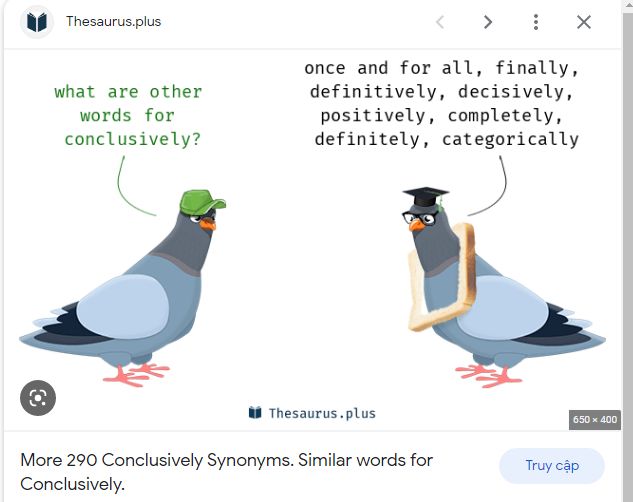 Thesaurus.plus
what are other
words for
conclusively?
once and for all, finally,
definitively, decisively,
positively, completely,
definitely, categorically
Thesaurus.plus
650 × 400
More 290 Conclusively Synonyms. Similar words for
Conclusively.
Truy cập